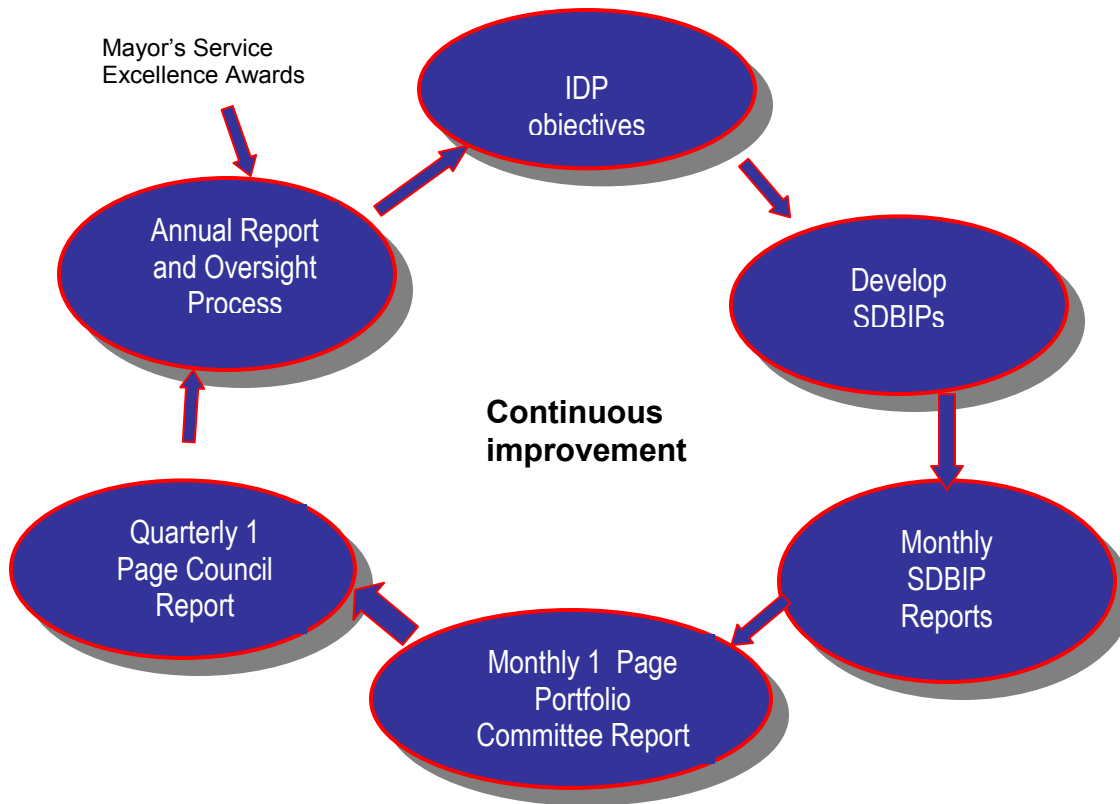 Mayor's Service
Excellence Awards
IDP
objectives
Annual Report
and Oversight
Process
Develop
SDBIPs
Continuous
improvement
Quarterly 1
Page Council
Report
Monthly
SDBIP
Reports
Monthly 1 Page
Portfolio
Committee Report